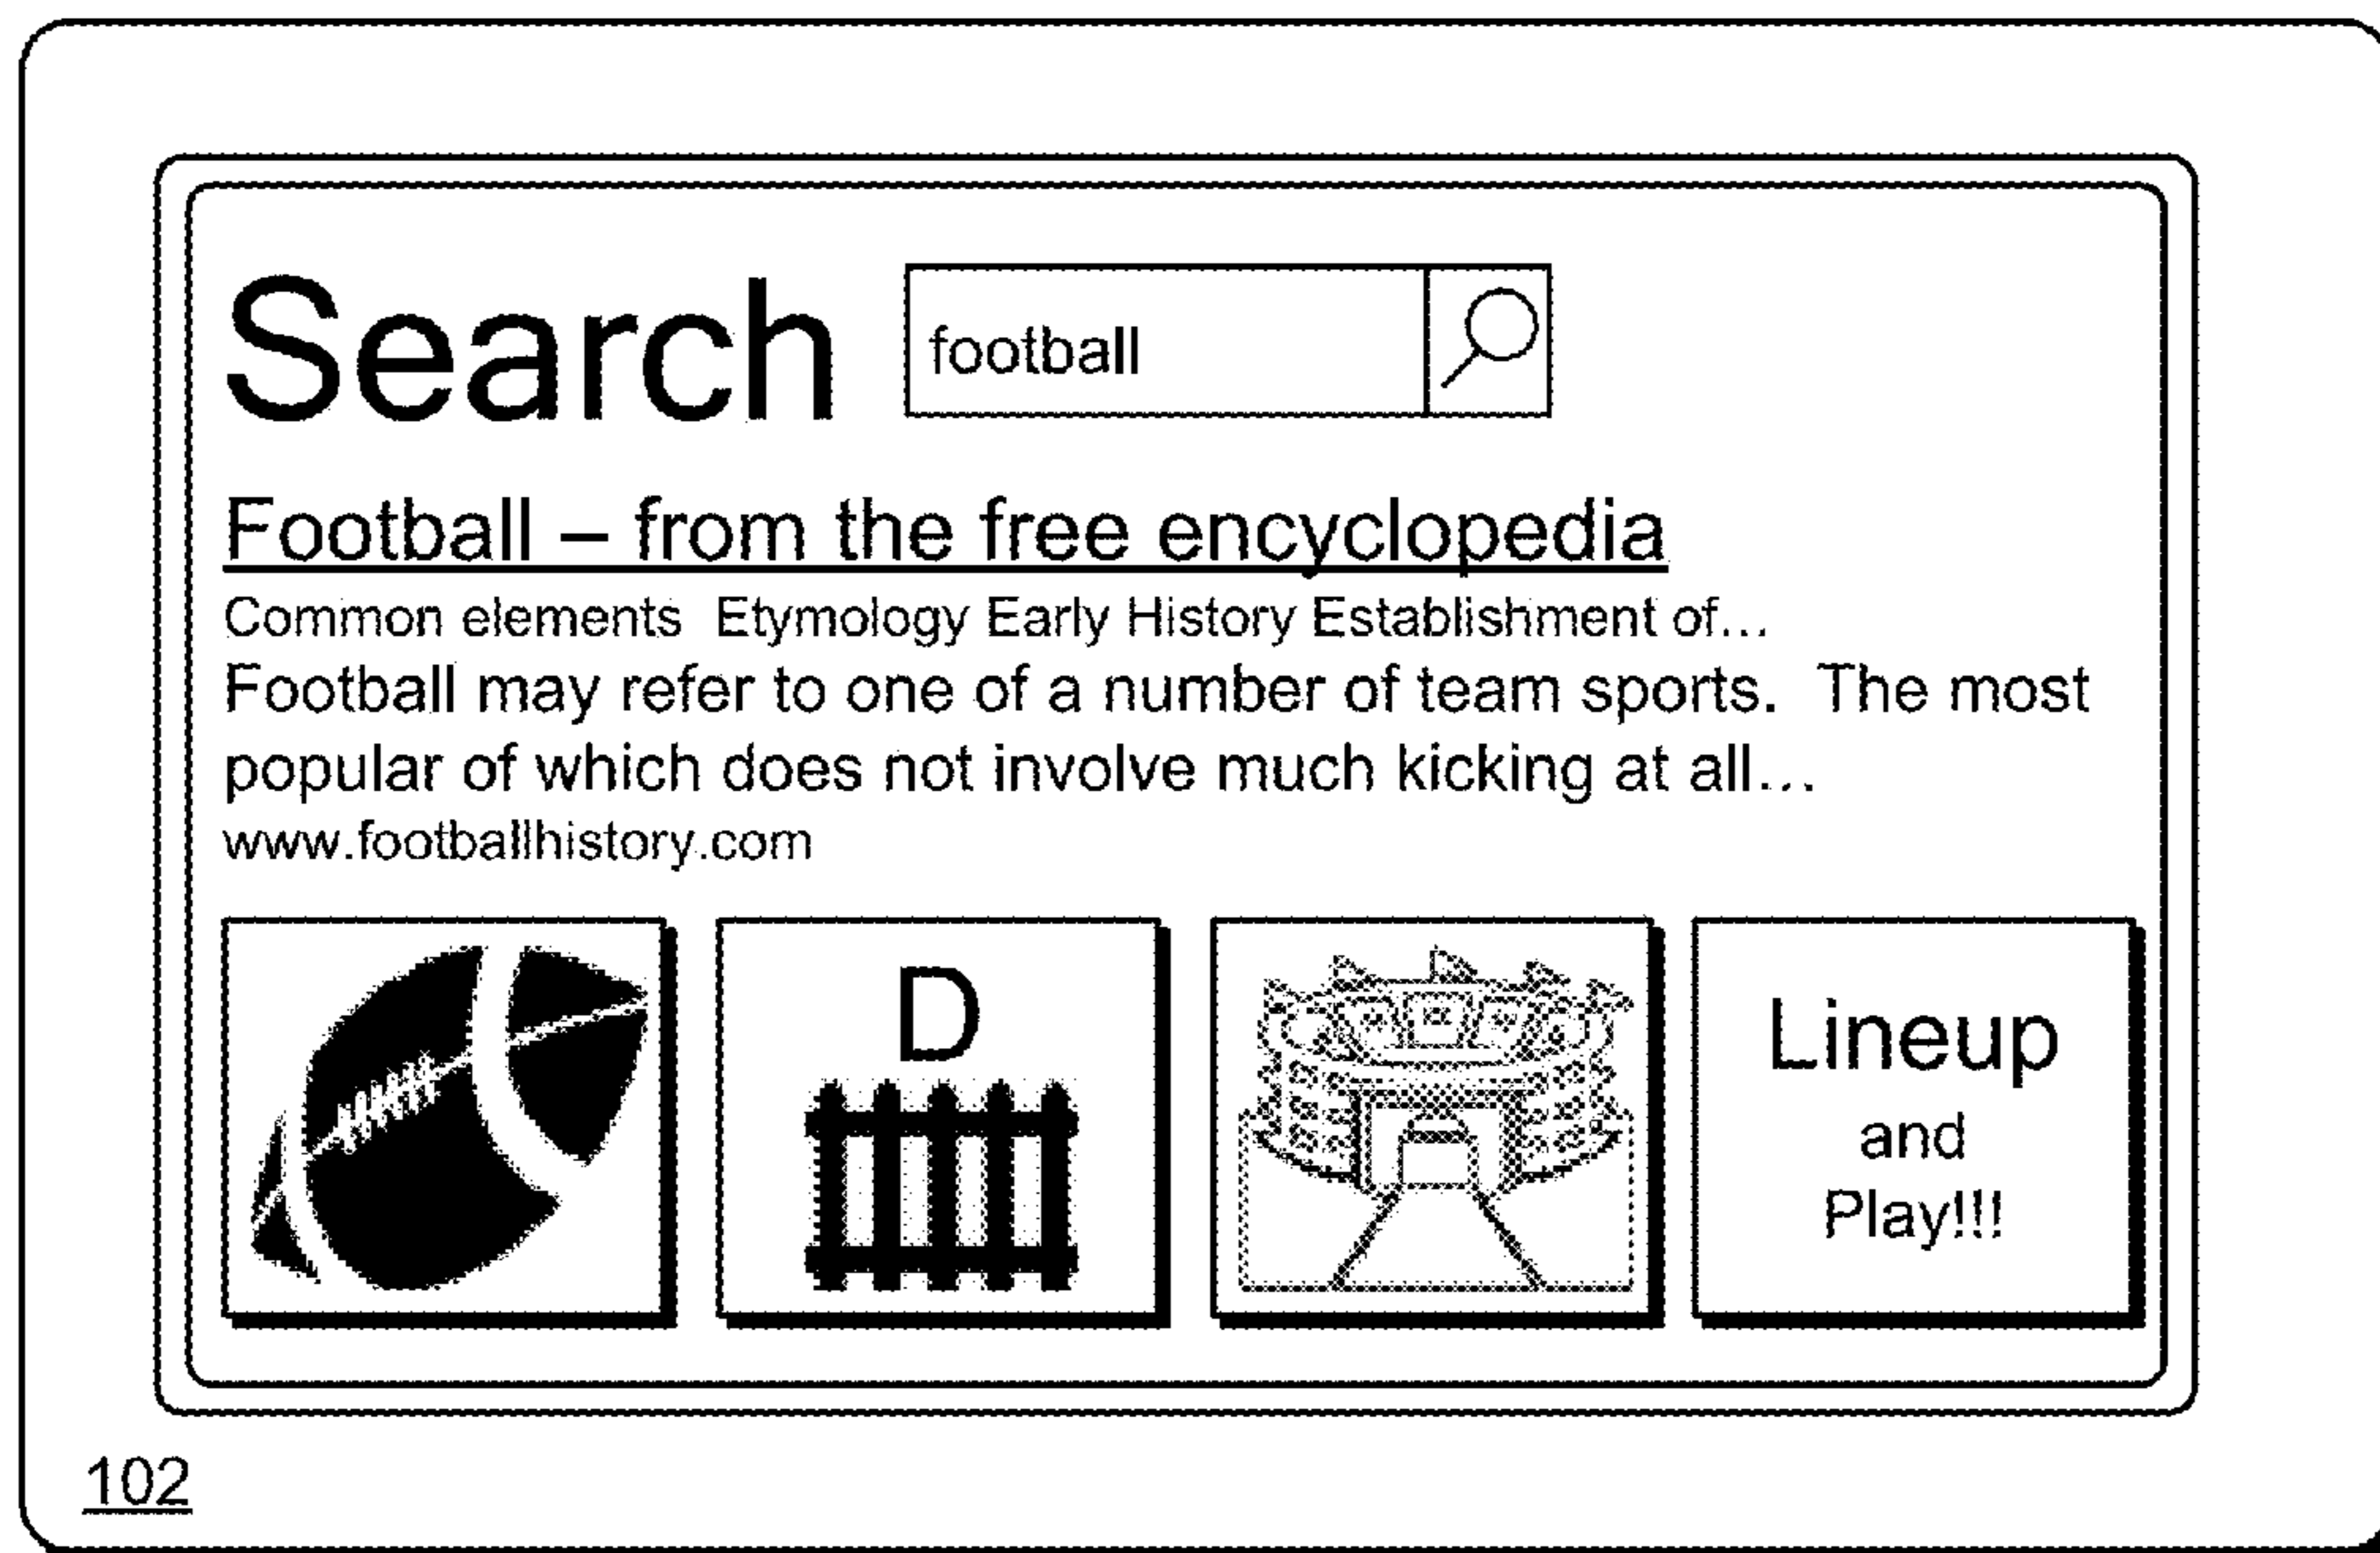 Search
football
Football – from the free encyclopedia
Common elements  Etymology Early History Establishment of...
Football may refer to one of a number of team sports.  The most
popular of which does not involve much kicking at all...
www.footballhistory.com
D
Lineup
and
Play!!!
102